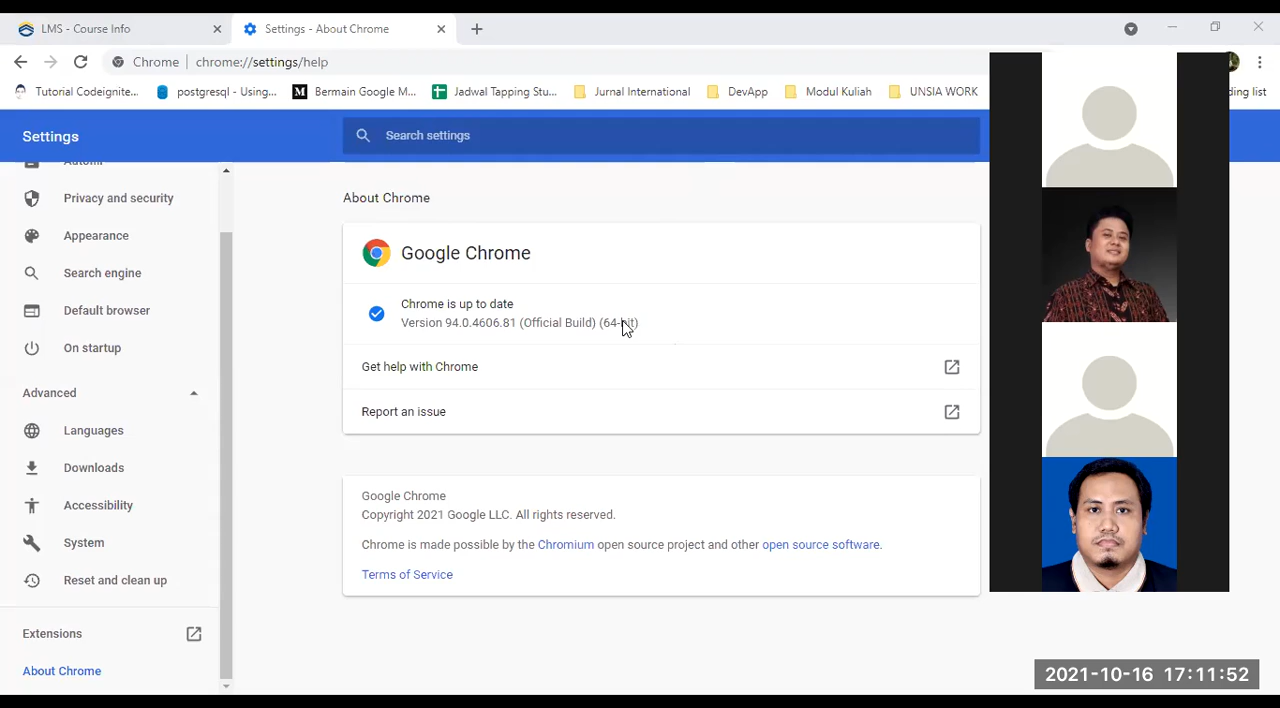 LMS - Course Info
Settings - About Chrome
Chrome
chrome://settings/help
Tutorial Codeignite...
postgresql - Using...
Bermain Google M...
Jadwal Tapping Stu...
Jurnal International
DevApp
Modul Kuliah
UNSIA WORK
ing list
Settings
Search settings
Privacy and security
Appearance
Search engine
Default browser
On startup
Advanced
Languages
Downloads
Accessibility
System
Reset and clean up
Extensions
About Chrome
About Chrome
Google Chrome
Chrome is up to date
Version 94.0.4606.81 (Official Build) (64-bit)
Get help with Chrome
Report an issue
Google Chrome
Copyright 2021 Google LLC. All rights reserved.
Chrome is made possible by the Chromium open source project and other open source software.
Terms of Service
2021-10-16 17:11:52